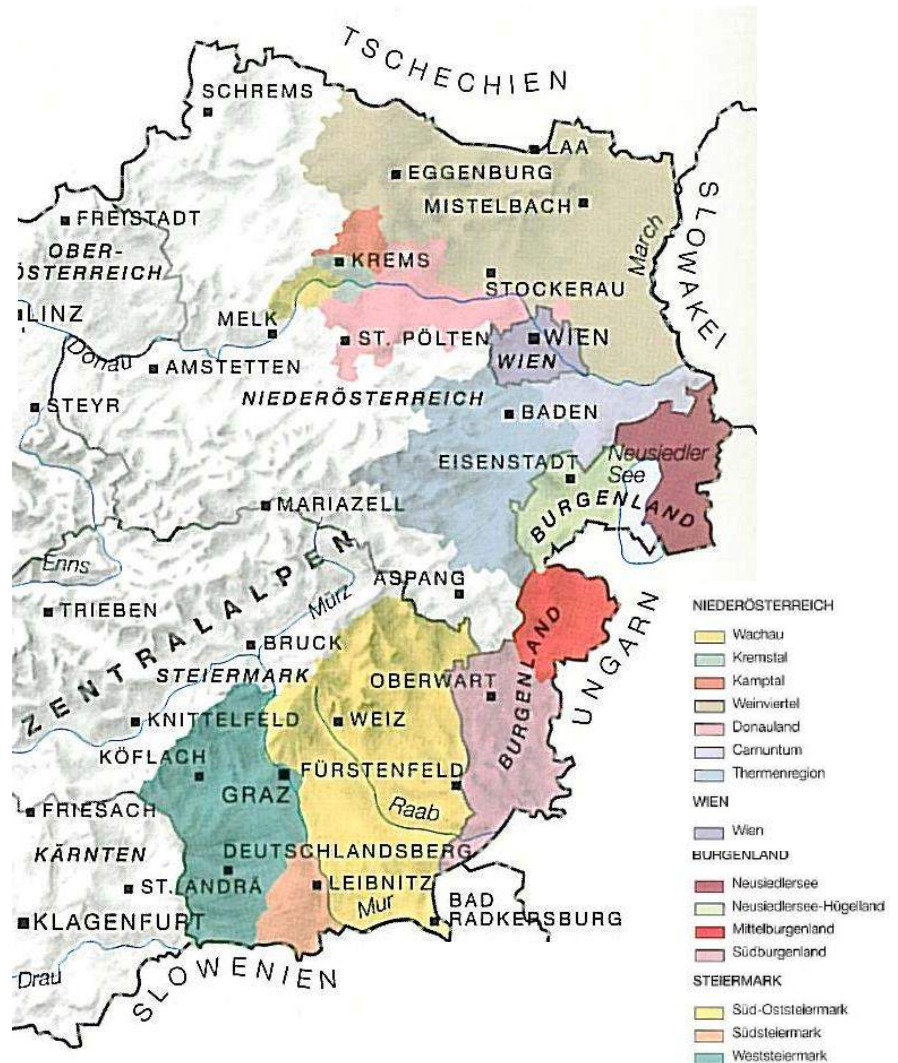 TSCHECHIEN
SCHREMS
LAA
EGGENBURG
MISTELBACH
SLOWAKEI
FREISTADT
March
OBER-
ÖSTERREICH
KREMS
STOCKERAU
LINZ
MELK
ST. PÖLTEN
WIEN
WIEN
Donau
AMSTETTEN
NIEDERÖSTERREICH
STEYR
BADEN
EISENSTADT
Neusiedler
See
BURGENLAND
MARIAZELL
Enns
ZENTRALALPEN
ASPANG
Mürz
TRIEBEN
BURGENLAND
UNGARN
BRUCK
STEIERMARK
OBERWART
KNITTELFELD
WEIZ
KÖFLACH
FÜRSTENFELD
GRAZ
Raab
FRIESACH
KÄRNTEN
DEUTSCHLANDSBERG
ST. ANDRÄ
LEIBNITZ
BAD
RADKERSBURG
Mur
KLAGENFURT
Drau
SLOWENIEN
NIEDERÖSTERREICH
Wachau
Kremstal
Kamptal
Weinviertel
Donauland
Carnuntum
Thermenregion
WIEN
Wien
BURGENLAND
Neusiedlersee
Neusiedlersee-Hügelland
Mittelburgenland
Südburgenland
STEIERMARK
Süd-Oststeiermark
Südsteiermark
Weststeiermark